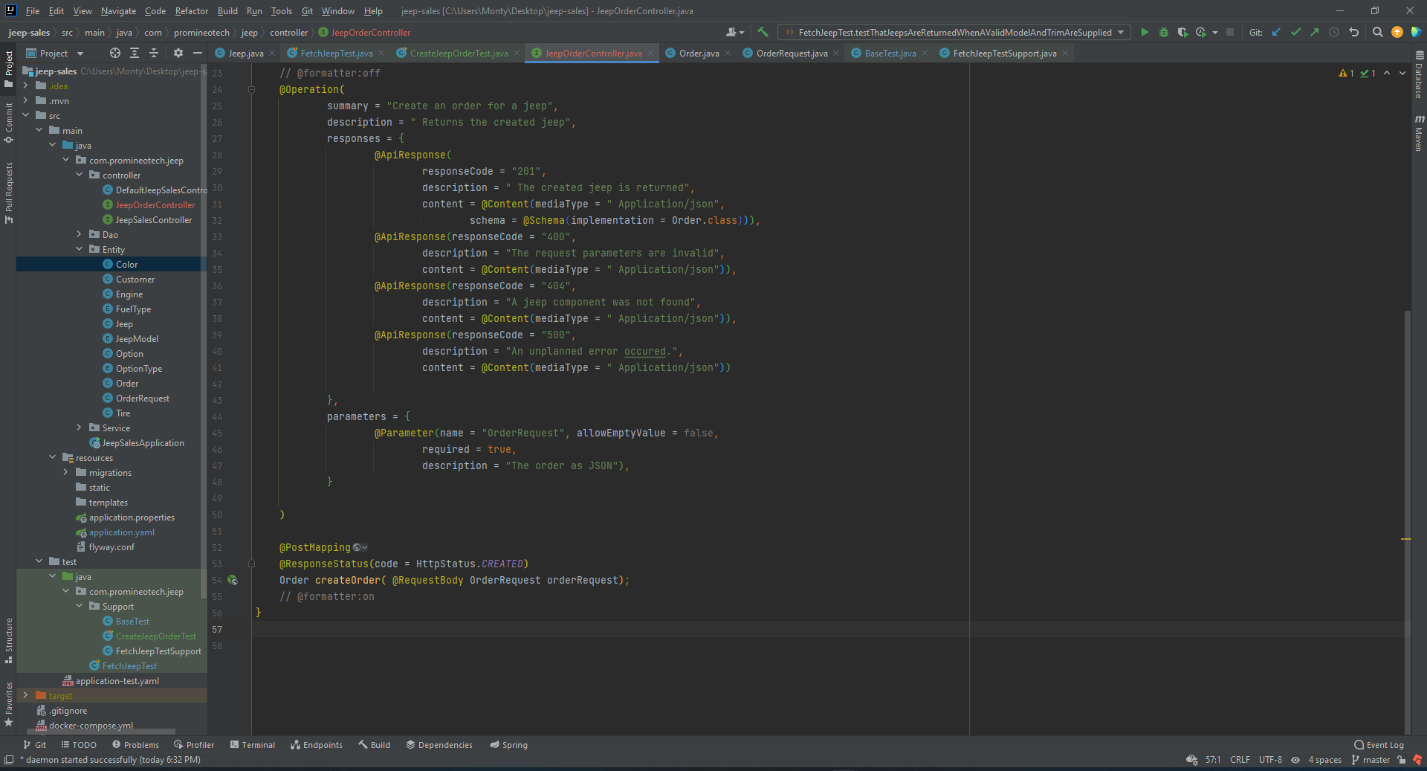 File Edit View Navigate Code Refactor Build Run Tools Git Window Help jeep-sales [C:\Users\Monty\Desktop\jeep-sales] - JeepOrderController.java
jeep-sales src main java com promineotech jeep controller JeepOrderController FetchJeepTest.testThatJeepsAreReturnedWhenAValidModelAndTrimAreSupplied Git:
Project Jeep.java FetchJeepTest.java CreateJeepOrderTest.java JeepOrderController.java Order.java OrderRequest.java BaseTest.java FetchJeepTestSupport.java
Project
Commit
Pull Requests
Structure
Favorites
jeep-sales C:\Users\Monty\Desktop\jeep-s
.idea
.mvn
src
main
java
com.promineotech.jeep
controller
DefaultJeepSalesContro
JeepOrderController
JeepSalesController
Dao
Entity
Color
Customer
Engine
FuelType
Jeep
JeepModel
Option
OptionType
Order
OrderRequest
Tire
Service
JeepSalesApplication
resources
migrations
static
templates
application.properties
application.yaml
flyway.conf
test
java
com.promineotech.jeep
Support
BaseTest
CreateJeepOrderTest
FetchJeepTestSupport
FetchJeepTest
application-test.yaml
target
.gitignore
docker-compose.yml
23 // @formatter:off
24 @Operation(
25 summary = "Create an order for a jeep",
26 description = " Returns the created jeep",
27 responses = {
28 @ApiResponse(
29 responseCode = "201",
30 description = " The created jeep is returned",
31 content = @Content(mediaType = " Application/json",
32 schema = @Schema(implementation = Order.class))),
33 @ApiResponse(responseCode = "400",
34 description = "The request parameters are invalid",
35 content = @Content(mediaType = " Application/json")),
36 @ApiResponse(responseCode = "404",
37 description = "A jeep component was not found",
38 content = @Content(mediaType = " Application/json")),
39 @ApiResponse(responseCode = "500",
40 description = "An unplanned error occured.",
41 content = @Content(mediaType = " Application/json"))
42
43 },
44 parameters = {
45 @Parameter(name = "OrderRequest", allowEmptyValue = false,
46 required = true,
47 description = "The order as JSON"),
48 }
49
50 )
51
52 @PostMapping
53 @ResponseStatus(code = HttpStatus.CREATED)
54 Order createOrder( @RequestBody OrderRequest orderRequest);
55 // @formatter:on
56 }
57
58
1 1
Database
Maven
Git TODO Problems Profiler Terminal Endpoints Build Dependencies Spring Event Log
* daemon started successfully (today 6:32 PM) 57:1 CRLF UTF-8 4 spaces master